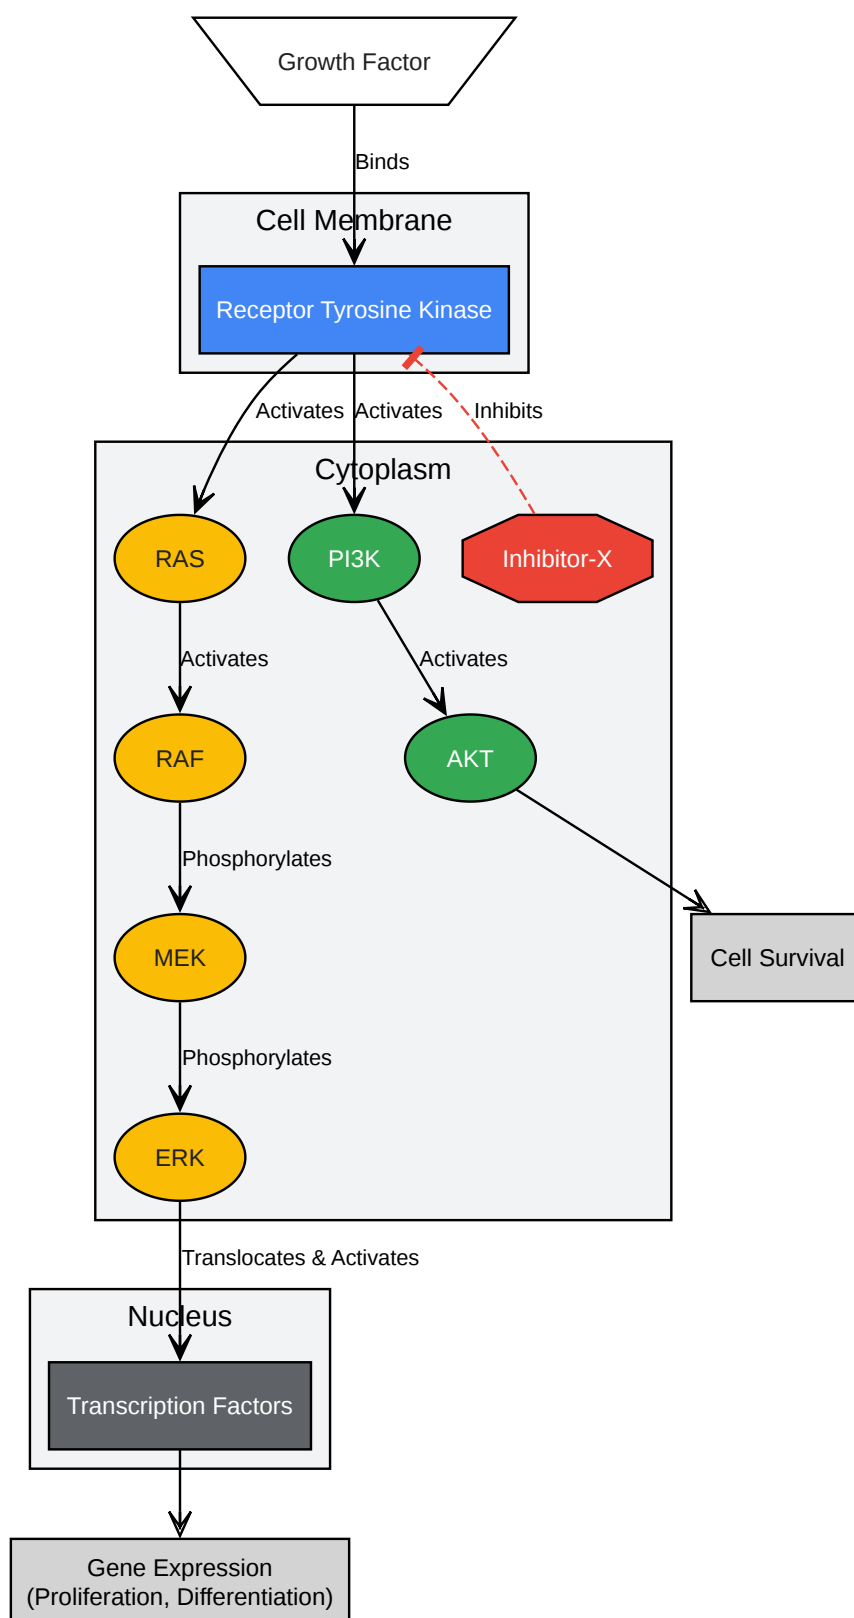 Growth Factor
Binds
Cell Membrane
Receptor Tyrosine Kinase
Activates
Activates
Inhibits
Cytoplasm
RAS
PI3K
Inhibitor-X
Activates
Activates
RAF
AKT
Phosphorylates
MEK
Cell Survival
Phosphorylates
ERK
Translocates & Activates
Nucleus
Transcription Factors
Gene Expression
(Proliferation, Differentiation)